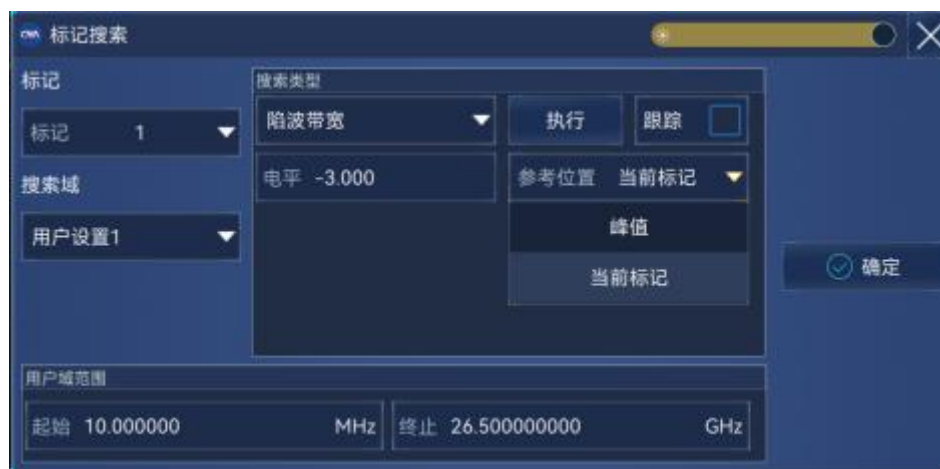 CNA 标记搜索
标记
标记 1
搜索域
用户设置1
搜索类型
陷波带宽
执行
跟踪
电平 -3.000
参考位置 当前标记
峰值
当前标记
确定
用户域范围
起始 10.000000 MHz
终止 26.500000000 GHz